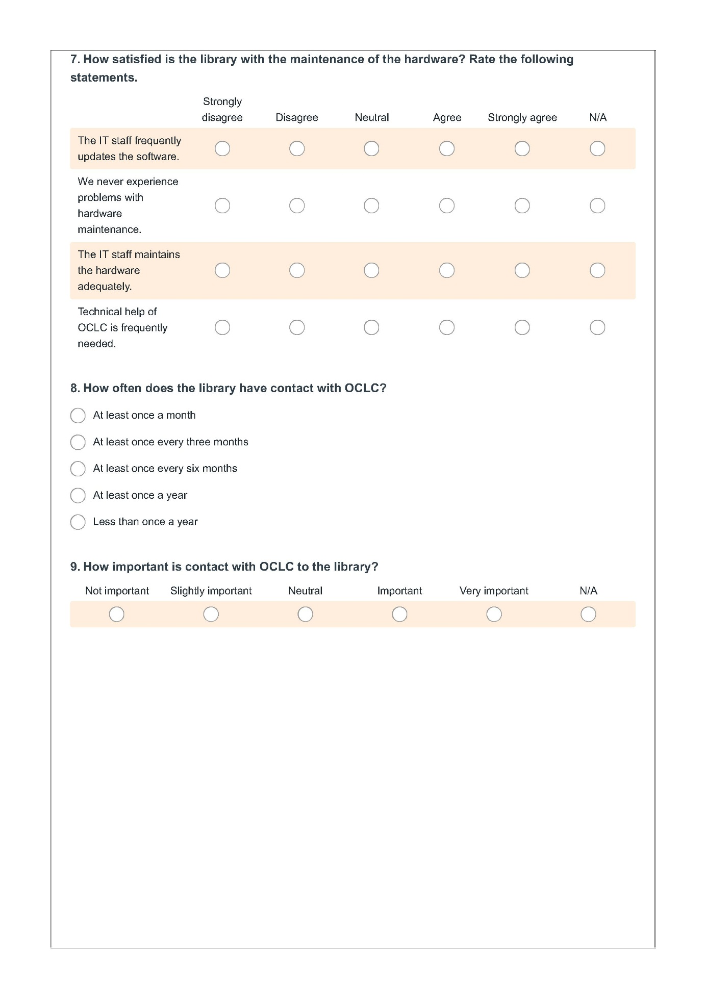 7. How satisfied is the library with the maintenance of the hardware? Rate the following
statements.
Strongly
disagree Disagree Neutral Agree Strongly agree N/A
The IT staff frequently
updates the software.
We never experience
problems with
hardware
maintenance.
The IT staff maintains
the hardware
adequately.
Technical help of
OCLC is frequently
needed.
8. How often does the library have contact with OCLC?
At least once a month
At least once every three months
At least once every six months
At least once a year
Less than once a year
9. How important is contact with OCLC to the library?
Not important Slightly important Neutral Important Very important N/A